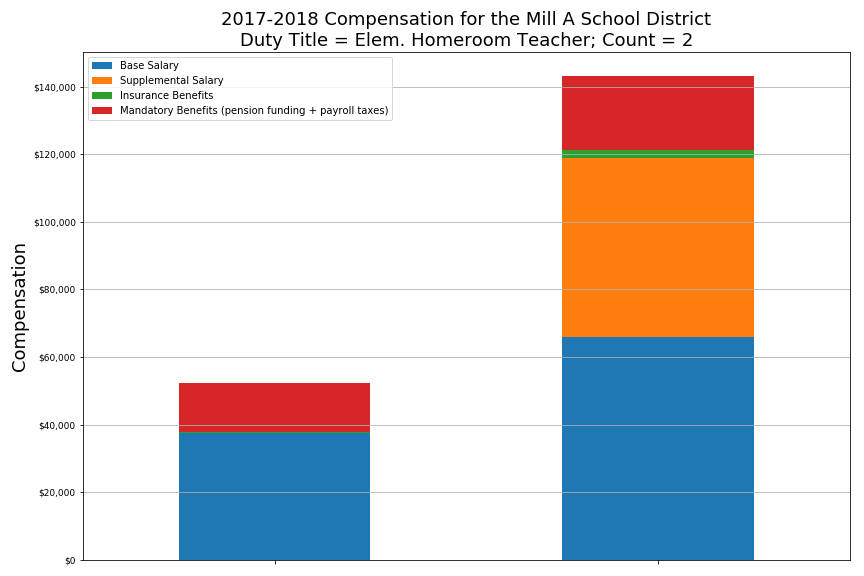 2017-2018 Compensation for the Mill A School District
Duty Title = Elem. Homeroom Teacher; Count = 2
Base Salary
Supplemental Salary
Insurance Benefits
Mandatory Benefits (pension funding + payroll taxes)
$140,000
$120,000
$100,000
$80,000
$60,000
$40,000
$20,000
$0
Compensation